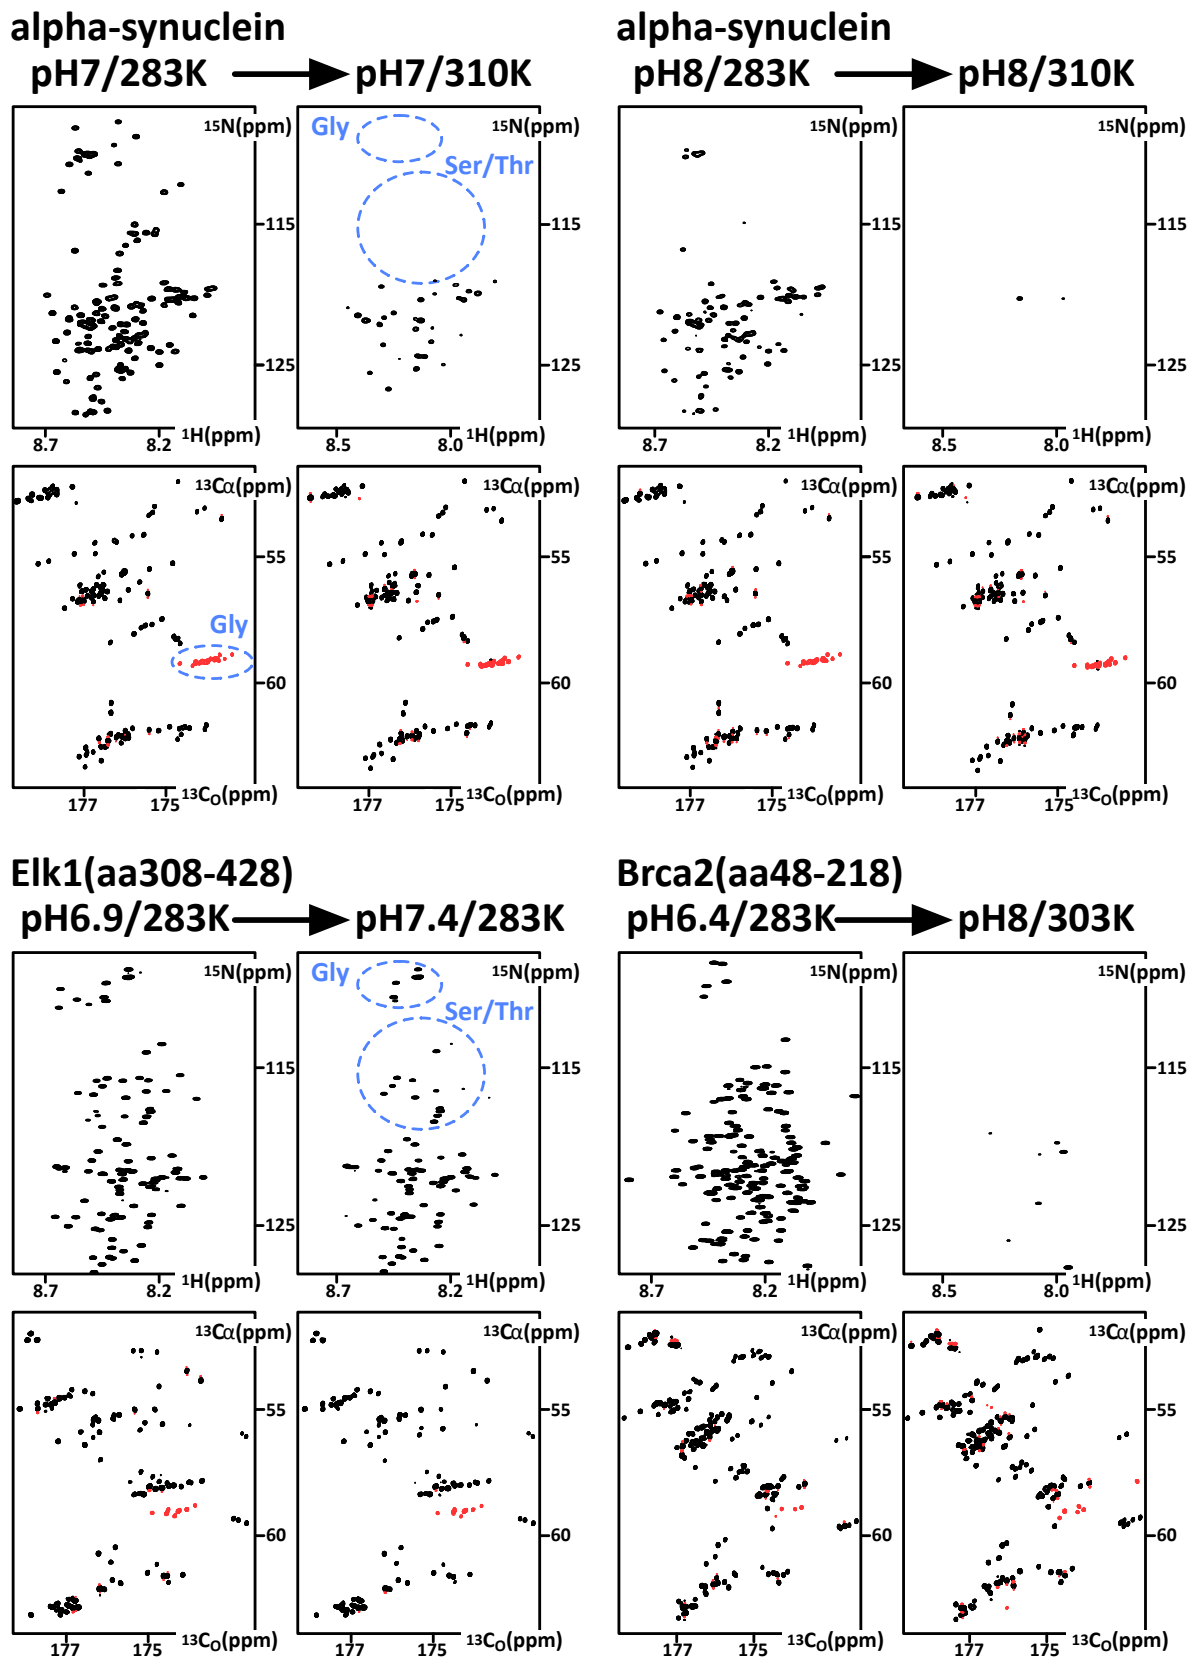 alpha-synuclein
pH7/283K pH7/310K
¹⁵N(ppm)
115
125
8.7 8.2 ¹H(ppm)
Gly
Ser/Thr
¹⁵N(ppm)
115
125
8.5 8.0 ¹H(ppm)
¹³Cα(ppm)
55
60
Gly
177 175 ¹³Co(ppm)
¹³Cα(ppm)
55
60
177 175 ¹³Co(ppm)
alpha-synuclein
pH8/283K pH8/310K
¹⁵N(ppm)
115
125
8.7 8.2 ¹H(ppm)
¹⁵N(ppm)
115
125
8.5 8.0 ¹H(ppm)
¹³Cα(ppm)
55
60
177 175 ¹³Co(ppm)
¹³Cα(ppm)
55
60
177 175 ¹³Co(ppm)
Elk1(aa308-428)
pH6.9/283K pH7.4/283K
¹⁵N(ppm)
115
125
8.7 8.2 ¹H(ppm)
Gly
Ser/Thr
¹⁵N(ppm)
115
125
8.7 8.2 ¹H(ppm)
¹³Cα(ppm)
55
60
177 175 ¹³Co(ppm)
¹³Cα(ppm)
55
60
177 175 ¹³Co(ppm)
Brca2(aa48-218)
pH6.4/283K pH8/303K
¹⁵N(ppm)
115
125
8.7 8.2 ¹H(ppm)
¹⁵N(ppm)
115
125
8.5 8.0 ¹H(ppm)
¹³Cα(ppm)
55
60
177 175 ¹³Co(ppm)
¹³Cα(ppm)
55
60
177 175 ¹³Co(ppm)